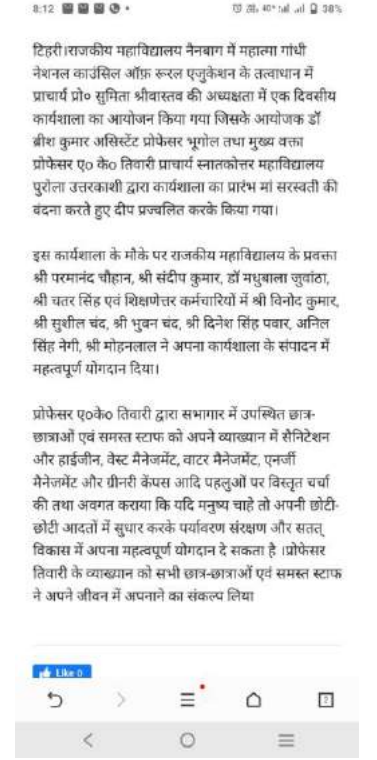 8:12
38%
टिहरी।राजकीय महाविद्यालय नैनबाग में महात्मा गांधी
नेशनल काउंसिल ऑफ़ रूरल एजुकेशन के तत्वाधान में
प्राचार्य प्रो० सुमिता श्रीवास्तव की अध्यक्षता में एक दिवसीय
कार्यशाला का आयोजन किया गया जिसके आयोजक डॉ
ब्रीश कुमार असिस्टेंट प्रोफेसर भूगोल तथा मुख्य वक्ता
प्रोफेसर ए० के० तिवारी प्राचार्य स्नातकोत्तर महाविद्यालय
पुरोला उत्तरकाशी द्वारा कार्यशाला का प्रारंभ मां सरस्वती की
वंदना करते हुए दीप प्रज्वलित करके किया गया।
इस कार्यशाला के मौके पर राजकीय महाविद्यालय के प्रवक्ता
श्री परमानंद चौहान, श्री संदीप कुमार, डॉ मधुबाला जुवांठा,
श्री चतर सिंह एवं शिक्षणेत्तर कर्मचारियों में श्री विनोद कुमार,
श्री सुशील चंद, श्री भुवन चंद, श्री दिनेश सिंह पवार, अनिल
सिंह नेगी, श्री मोहनलाल ने अपना कार्यशाला के संपादन में
महत्वपूर्ण योगदान दिया।
प्रोफेसर ए०के० तिवारी द्वारा सभागार में उपस्थित छात्र-
छात्राओं एवं समस्त स्टाफ को अपने व्याख्यान में सैनिटेशन
और हाईजीन, वेस्ट मैनेजमेंट, वाटर मैनेजमेंट, एनर्जी
मैनेजमेंट और ग्रीनरी कैंपस आदि पहलुओं पर विस्तृत चर्चा
की तथा अवगत कराया कि यदि मनुष्य चाहे तो अपनी छोटी-
छोटी आदतों में सुधार करके पर्यावरण संरक्षण और सतत्
विकास में अपना महत्वपूर्ण योगदान दे सकता है ।प्रोफेसर
तिवारी के व्याख्यान को सभी छात्र-छात्राओं एवं समस्त स्टाफ
ने अपने जीवन में अपनाने का संकल्प लिया
Like 0